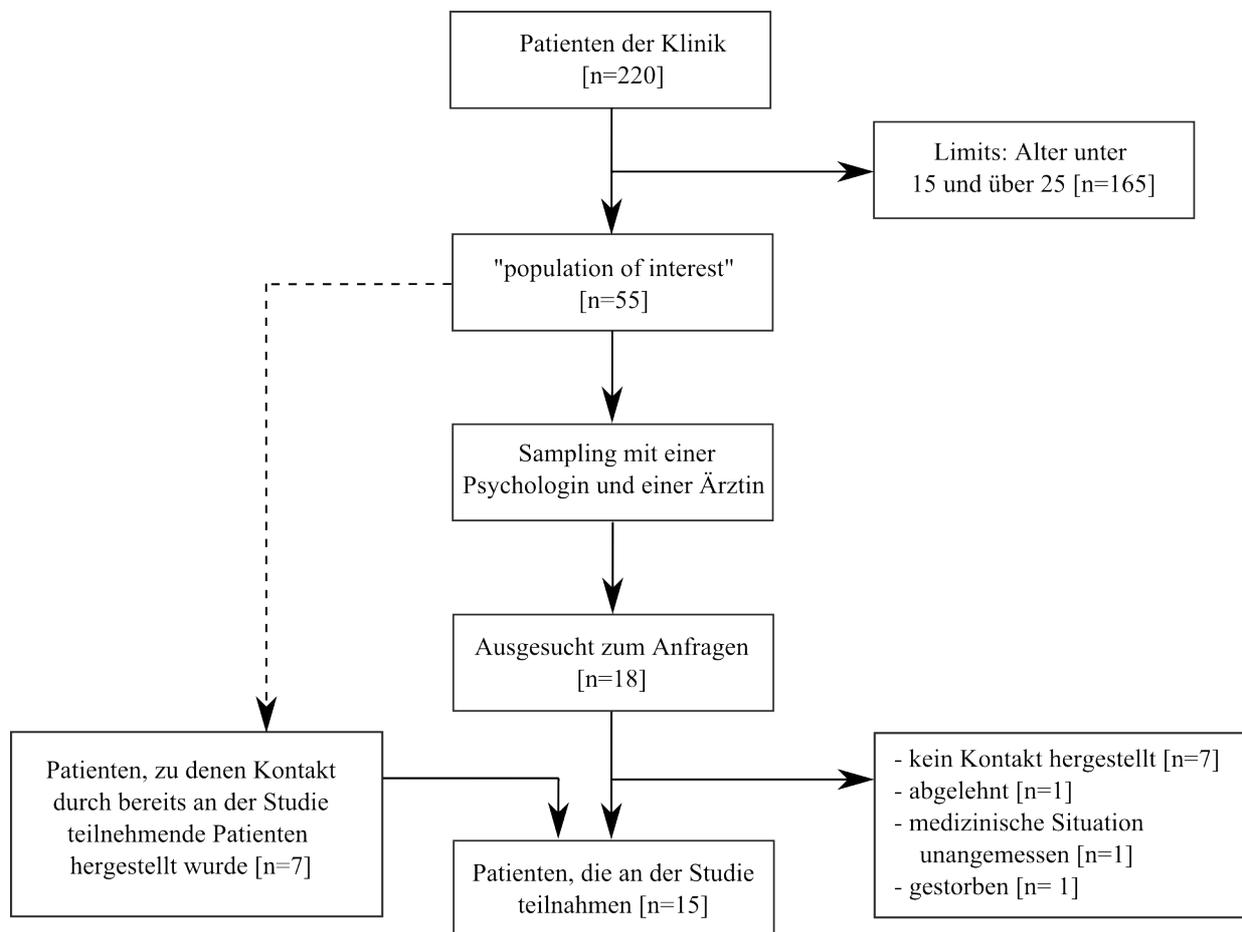 Patienten der Klinik
[n=220]
Limits: Alter unter
15 und über 25 [n=165]
"population of interest"
[n=55]
Sampling mit einer
Psychologin und einer Ärztin
Ausgesucht zum Anfragen
[n=18]
Patienten, zu denen Kontakt
durch bereits an der Studie
teilnehmende Patienten
hergestellt wurde [n=7]
- kein Kontakt hergestellt [n=7]
- abgelehnt [n=1]
- medizinische Situation
unangemessen [n=1]
- gestorben [n= 1]
Patienten, die an der Studie
teilnahmen [n=15]